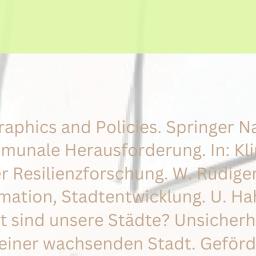 raphics and Policies. Springer Na
munale Herausforderung. In: Kli
r Resilienzforschung. W. Rüdiger
mation, Stadtentwicklung. U. Hal
t sind unsere Städte? Unsicherh
einer wachsenden Stadt. Geförd